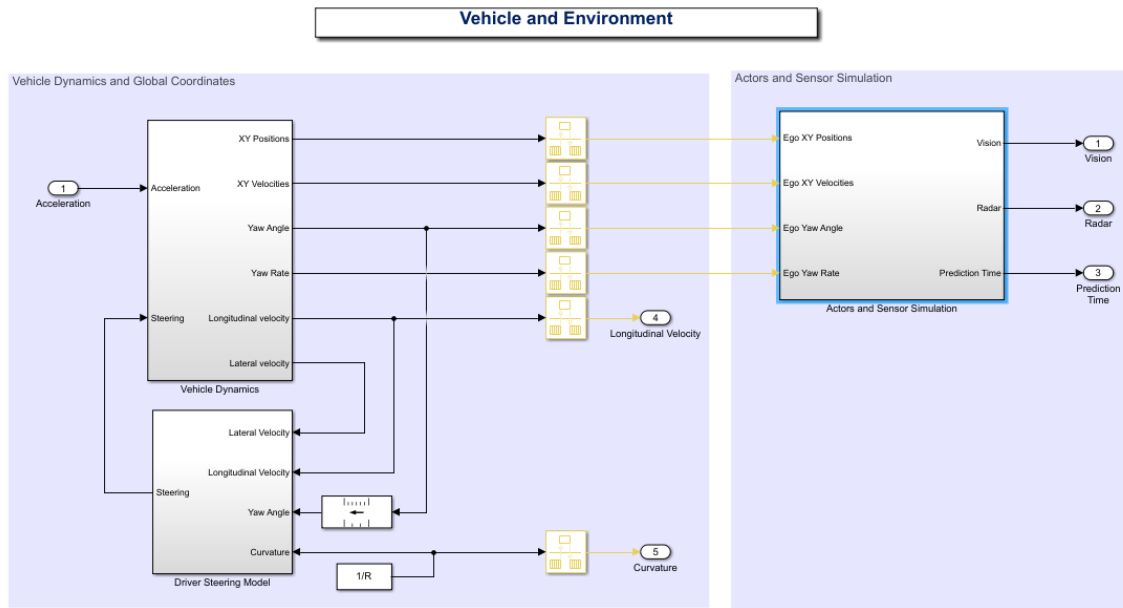 Vehicle and Environment
Vehicle Dynamics and Global Coordinates
Actors and Sensor Simulation
1
Acceleration
Acceleration
Steering
XY Positions
XY Velocities
Yaw Angle
Yaw Rate
Longitudinal velocity
Lateral velocity
Vehicle Dynamics
4
Longitudinal Velocity
Ego XY Positions
Ego XY Velocities
Ego Yaw Angle
Ego Yaw Rate
Vision
Radar
Prediction Time
Actors and Sensor Simulation
1
Vision
2
Radar
3
Prediction
Time
Steering
Lateral Velocity
Longitudinal Velocity
Yaw Angle
Curvature
Driver Steering Model
1/R
5
Curvature